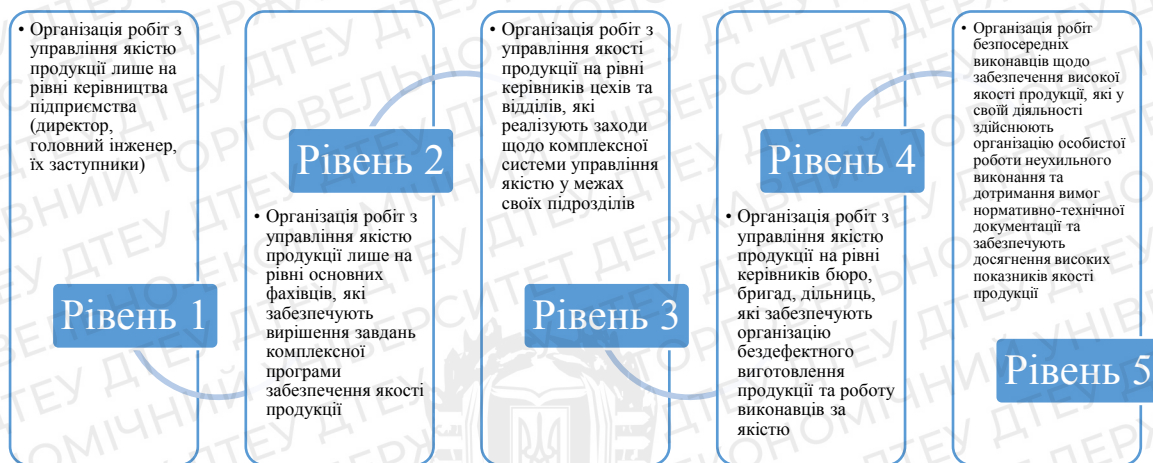 • Організація робіт з
управління якістю
продукції лише на
рівні керівництва
підприємства
(директор,
головний інженер,
їх заступники)
Рівень 1
Рівень 2
• Організація робіт з
управління якістю
продукції лише на
рівні основних
фахівців, які
забезпечують
вирішення завдань
комплексної
програми
забезпечення якості
продукції
• Організація робіт з
управління якості
продукції на рівні
керівників цехів та
відділів, які
реалізують заходи
щодо комплексної
системи управління
якістю у межах
своїх підрозділів
Рівень 3
Рівень 4
• Організація робіт з
управління якістю
продукції на рівні
керівників бюро,
бригад, дільниць,
які забезпечують
організацію
бездефектного
виготовлення
продукції та роботу
виконавців за
якістю
• Організація робіт
безпосередніх
виконавців щодо
забезпечення високої
якості продукції, які у
своїй діяльності
здійснюють
організацію особистої
роботи неухильного
виконання та
дотримання вимог
нормативно-технічної
документації та
забезпечують
досягнення високих
показників якості
продукції
Рівень 5